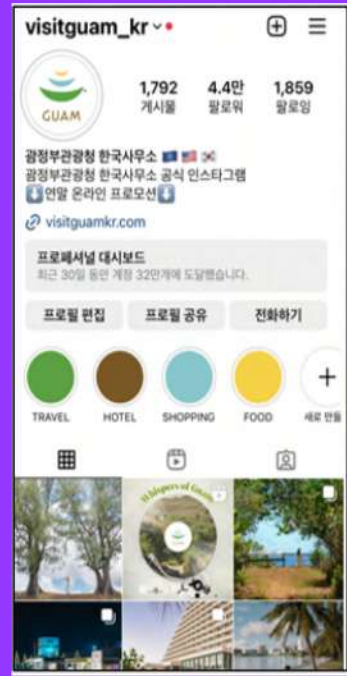 visitguam_kr
GUAM
1,792 4.4만 1,859
게시물 팔로워 팔로잉
괌정부관광청 한국사무소 🇬🇺 🇺🇸 🇰🇷
괌정부관광청 한국사무소 공식 인스타그램
⬇️연말 온라인 프로모션⬇️
visitguamkr.com
프로페셔널 대시보드
최근 30일 동안 계정 32만개에 도달했습니다.
프로필 편집 프로필 공유 전화하기
TRAVEL HOTEL SHOPPING FOOD 새로 만들
Whispers of Guam